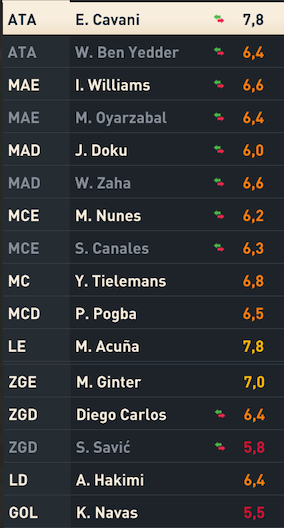 ATA E. Cavani 7,8
ATA W. Ben Yedder 6,4
MAE I. Williams 6,6
MAE M. Oyarzabal 6,4
MAD J. Doku 6,0
MAD W. Zaha 6,6
MCE M. Nunes 6,2
MCE S. Canales 6,3
MC Y. Tielemans 6,8
MCD P. Pogba 6,5
LE M. Acuña 7,8
ZGE M. Ginter 7,0
ZGD Diego Carlos 6,4
ZGD S. Savić 5,8
LD A. Hakimi 6,4
GOL K. Navas 5,5